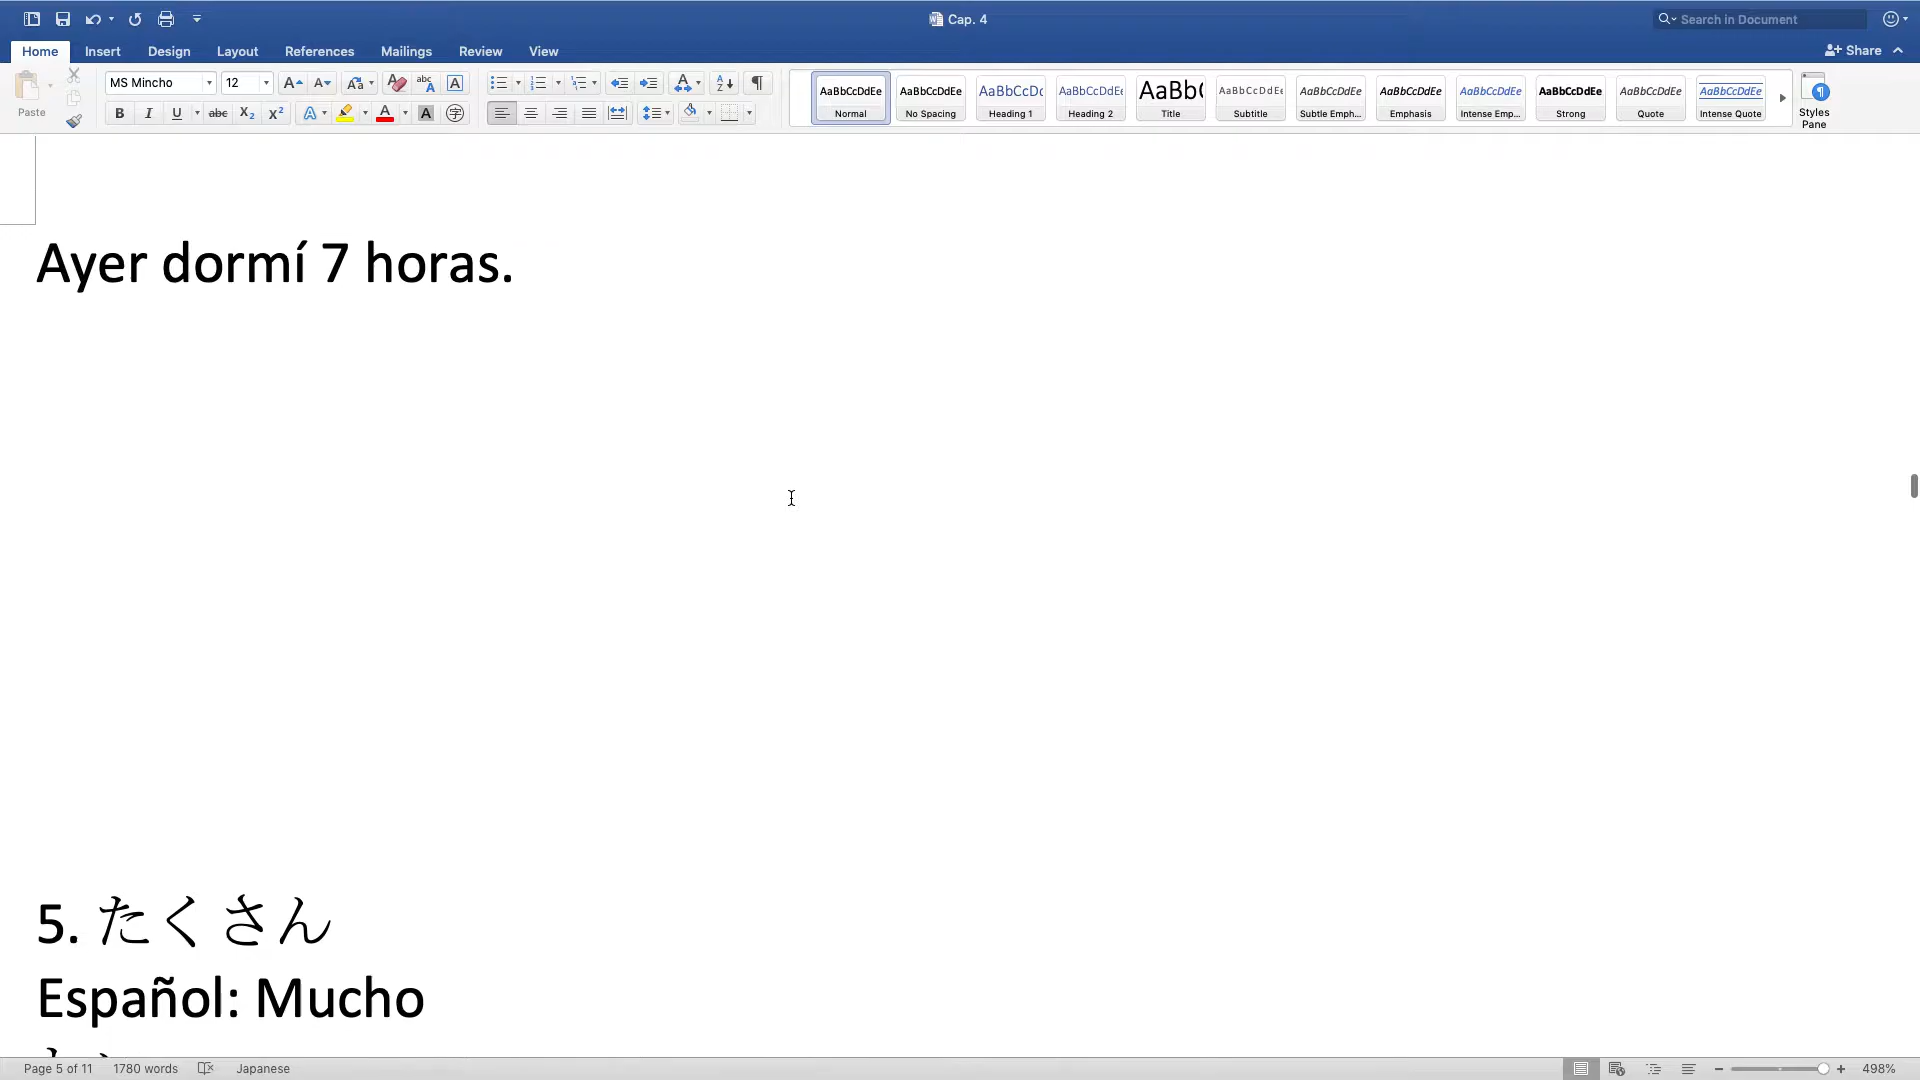 Cap. 4
Search in Document
Home Insert Design Layout References Mailings Review View
Share
Paste
MS Mincho 12
AaBbCcDdEe AaBbCcDdEe AaBbCcDc AaBbCcDdEe AaBb( AaBbCcDdEe AaBbCcDdEe AaBbCcDdEe AaBbCcDdEe AaBbCcDdEe AaBbCcDdEe AaBbCcDdEe
Normal No Spacing Heading 1 Heading 2 Title Subtitle Subtle Emph... Emphasis Intense Emp... Strong Quote Intense Quote
Styles
Pane
Ayer dormí 7 horas.
5. たくさん
Español: Mucho
Page 5 of 11 1780 words Japanese 498%